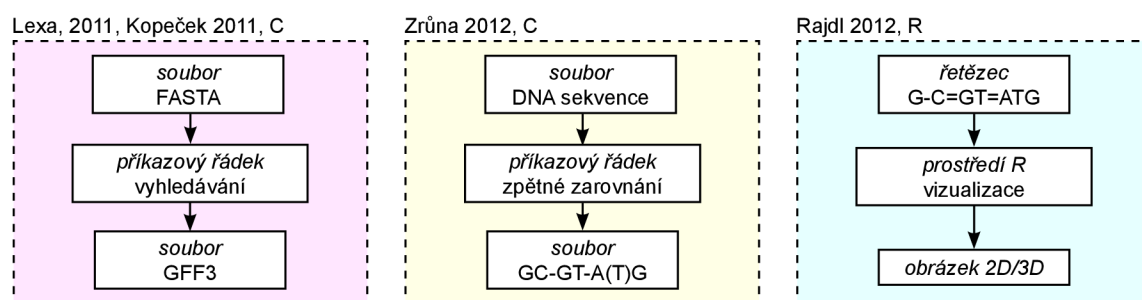 Lexa, 2011, Kopeček 2011, C
soubor
FASTA
příkazový řádek
vyhledávání
soubor
GFF3
Zrůna 2012, C
soubor
DNA sekvence
příkazový řádek
zpětné zarovnání
soubor
GC-GT-A(T)G
Rajdl 2012, R
řetězec
G-C=GT=ATG
prostředí R
vizualizace
obrázek 2D/3D